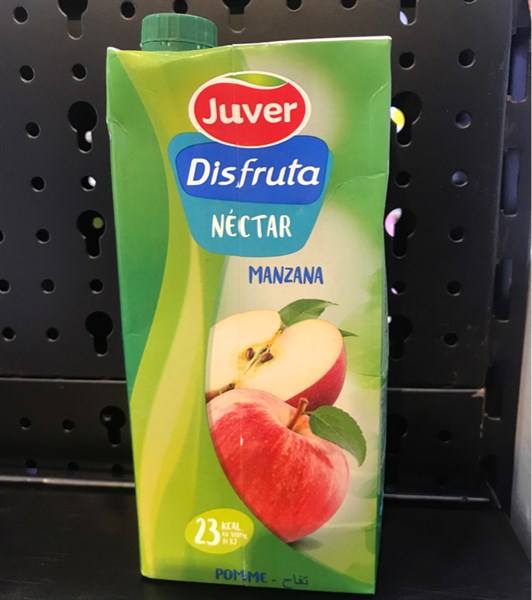 Juver
Disfruta
NÉCTAR
MANZANA
23 KCAL
POMME - تفاح